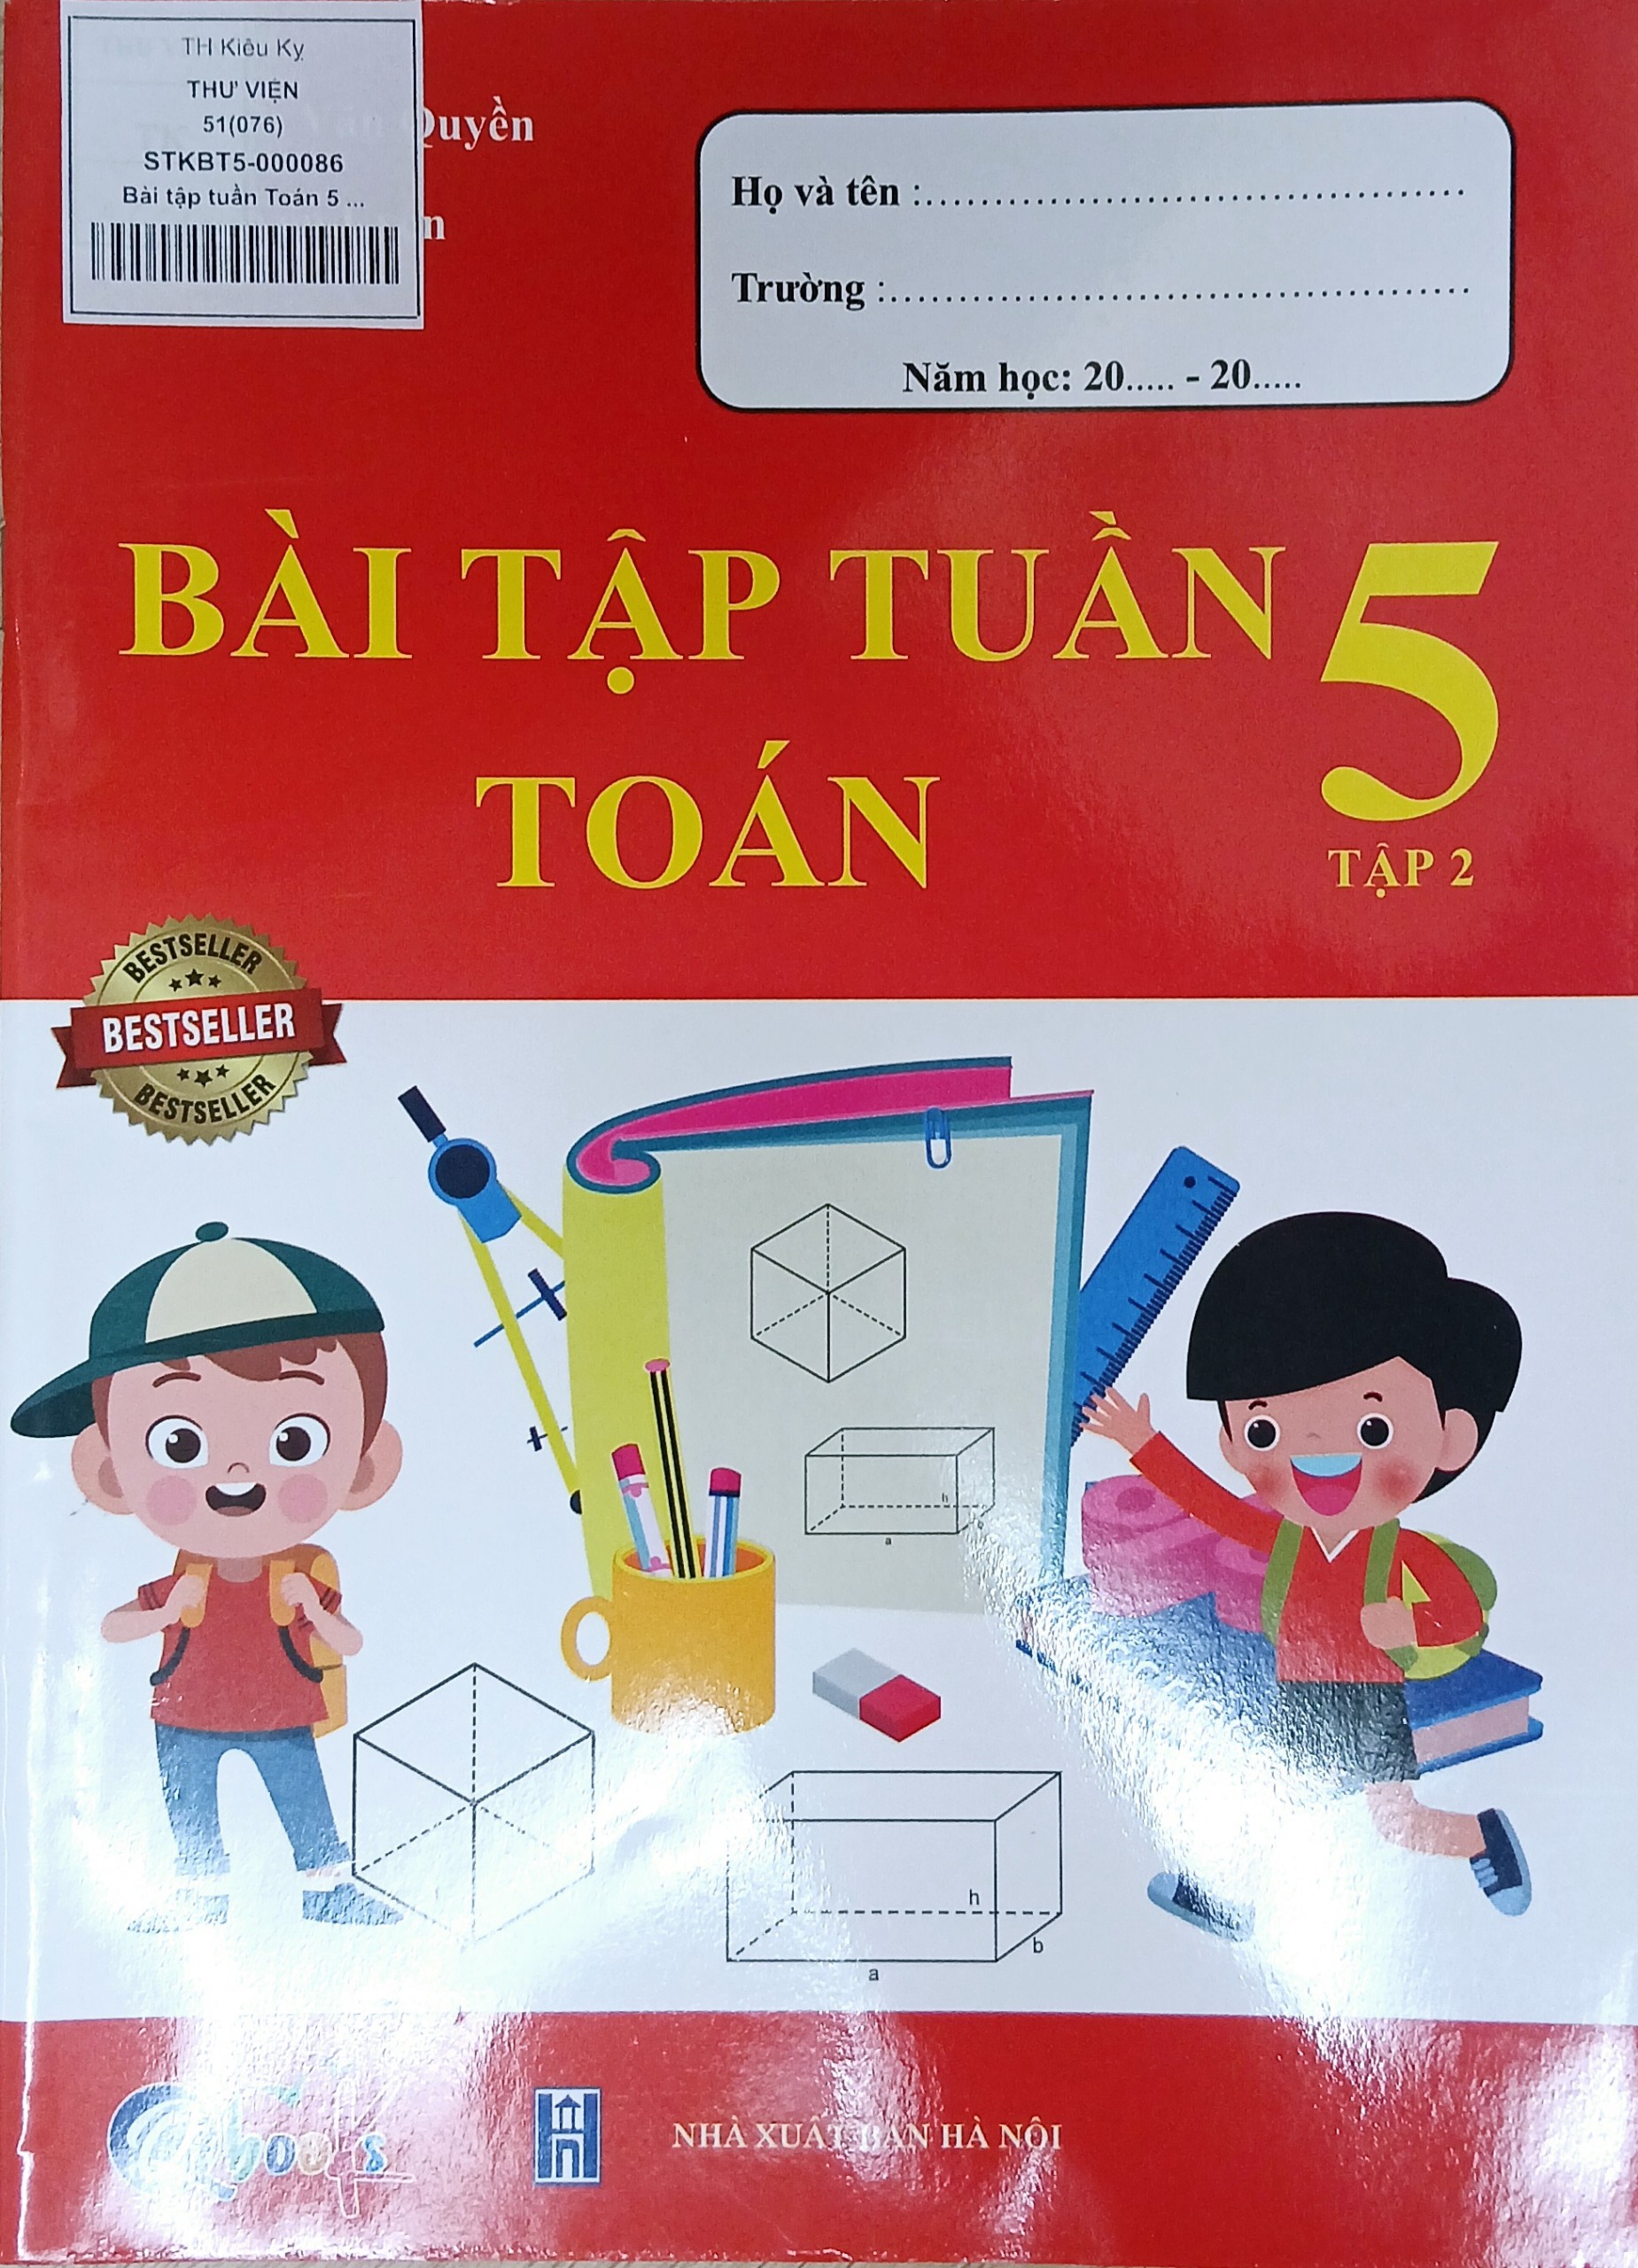 TH Kiêu Kỵ
THƯ VIỆN
51(076)
STKBT5-000086
Bài tập tuần Toán 5 ...
Quyền
Họ và tên :
Trường :
Năm học: 20..... - 20.....
BÀI TẬP TUẦN 5
TOÁN
TẬP 2
BESTSELLER
BESTSELLER
BESTSELLER
h
a
h
b
a
books
NHÀ XUẤT BẢN HÀ NỘI